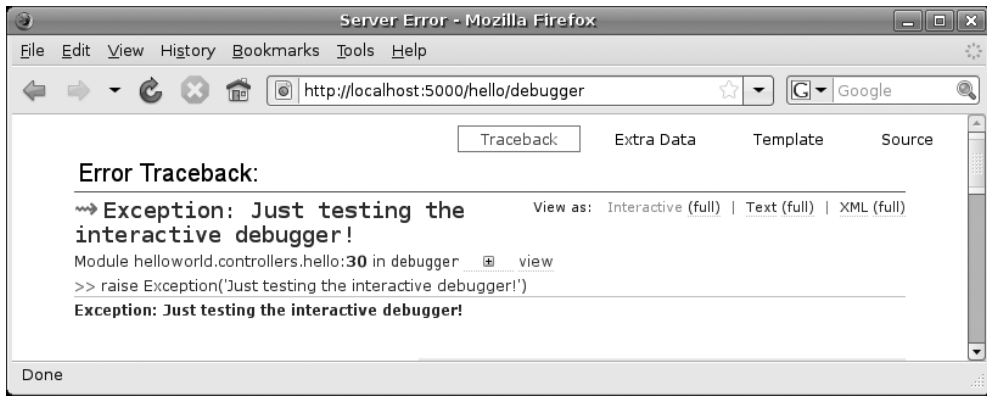 Server Error - Mozilla Firefox
File Edit View History Bookmarks Tools Help
http://localhost:5000/hello/debugger
G Google
Traceback Extra Data Template Source
Error Traceback:
⇝ Exception: Just testing the interactive debugger!
View as: Interactive (full) | Text (full) | XML (full)
Module helloworld.controllers.hello:30 in debugger view
>> raise Exception('Just testing the interactive debugger!')
Exception: Just testing the interactive debugger!
Done